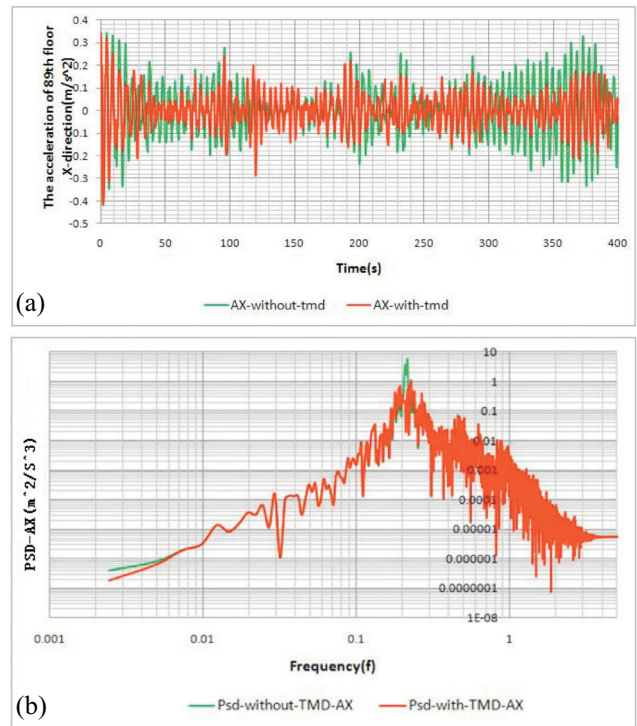 0.4
0.3
0.2
0.1
0
-0.1
-0.2
-0.3
-0.4
-0.5
The acceleration of 89th floor
X-direction(m/s^2)
0 50 100 150 200 250 300 350 400
Time(s)
(a)
AX-without-tmd AX-with-tmd
10
1
0.1
0.01
0.001
0.0001
0.00001
0.000001
0.0000001
1E-08
PSD-AX (m^2/S^3)
0.001 0.01 0.1 1
Frequency(f)
(b)
Psd-without-TMD-AX Psd-with-TMD-AX